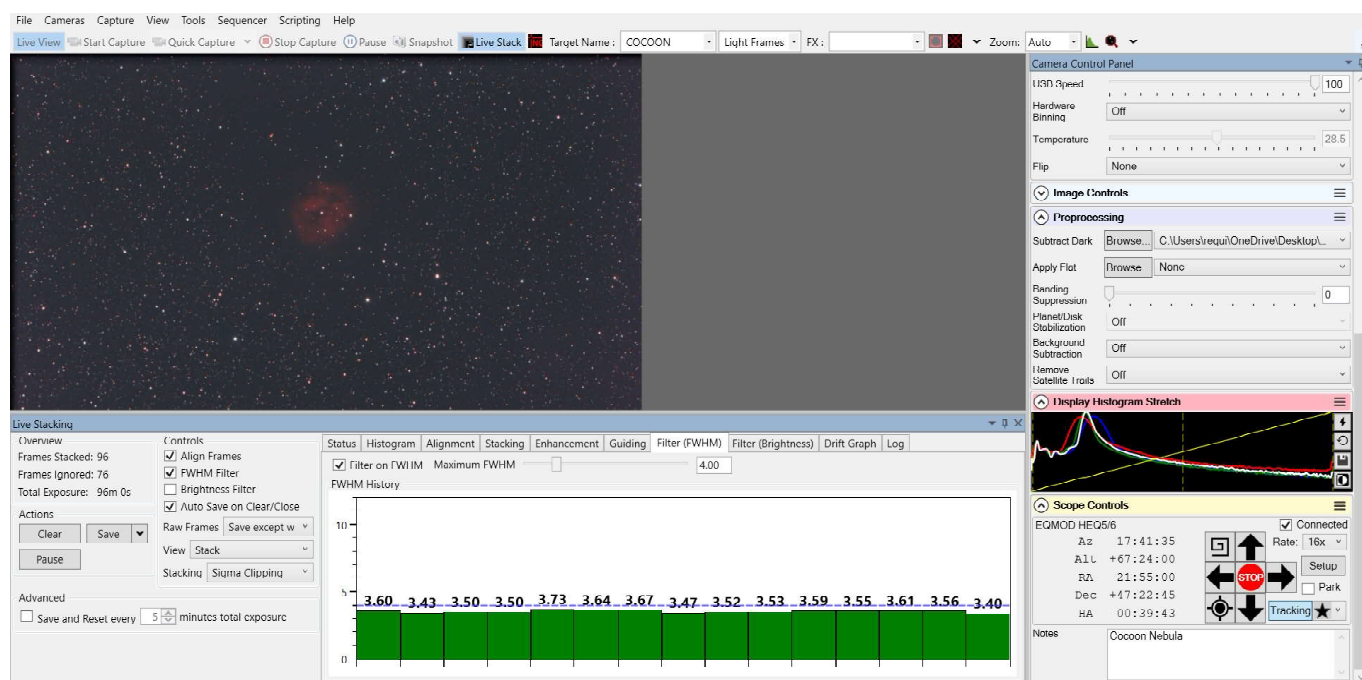 File Cameras Capture View Tools Sequencer Scripting Help
Live View Start Capture Quick Capture Stop Capture Pause Snapshot Live Stack Target Name : COCOON Light Frames FX : Zoom: Auto
Camera Control Panel
USB Speed 100
Hardware Binning Off
Temperature 28.5
Flip None
Image Controls
Preprocessing
Subtract Dark Browse... C:\Users\requi\OneDrive\Desktop\...
Apply Flat Browse None
Banding Suppression 0
Planet/Disk Stabilization Off
Background Subtraction Off
Remove Satellite Trails Off
Display Histogram Stretch
Scope Controls
EQMOD HEQ5/6 Connected
Az 17:41:35 Rate: 16x
Alt +67:24:00 Setup
RA 21:55:00 STOP Park
Dec +47:22:45
HA 00:39:43 Tracking
Notes Cocoon Nebula
Live Stacking
Overview
Frames Stacked: 96
Frames Ignored: 76
Total Exposure: 96m 0s
Actions
Clear Save
Pause
Advanced
Save and Reset every 5 minutes total exposure
Controls
Align Frames
FWHM Filter
Brightness Filter
Auto Save on Clear/Close
Raw Frames Save except w
View Stack
Stacking Sigma Clipping
Status Histogram Alignment Stacking Enhancement Guiding Filter (FWHM) Filter (Brightness) Drift Graph Log
Filter on FWHM Maximum FWHM 4.00
FWHM History
10
5
0
3.60 3.43 3.50 3.50 3.73 3.64 3.67 3.47 3.52 3.53 3.59 3.55 3.61 3.56 3.40